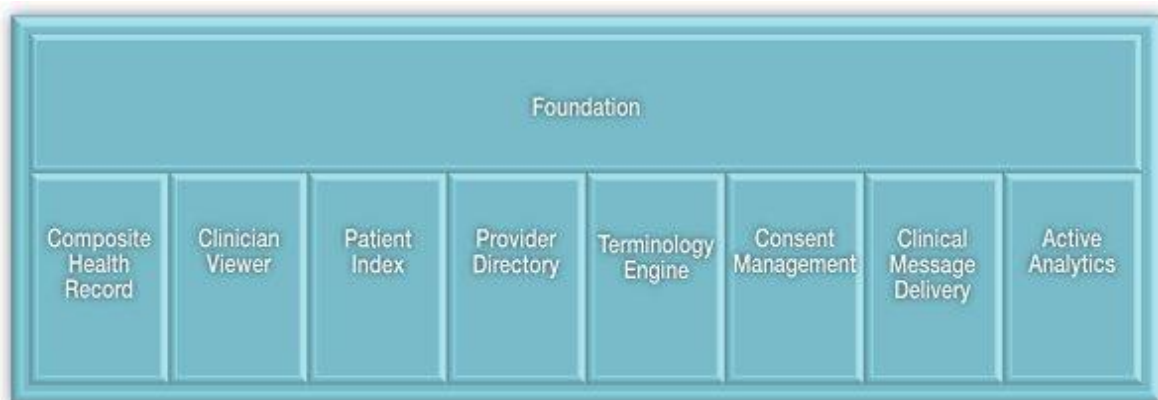 Foundation
Composite
Health
Record
Clinician
Viewer
Patient
Index
Provider
Directory
Terminology
Engine
Consent
Management
Clinical
Message
Delivery
Active
Analytics